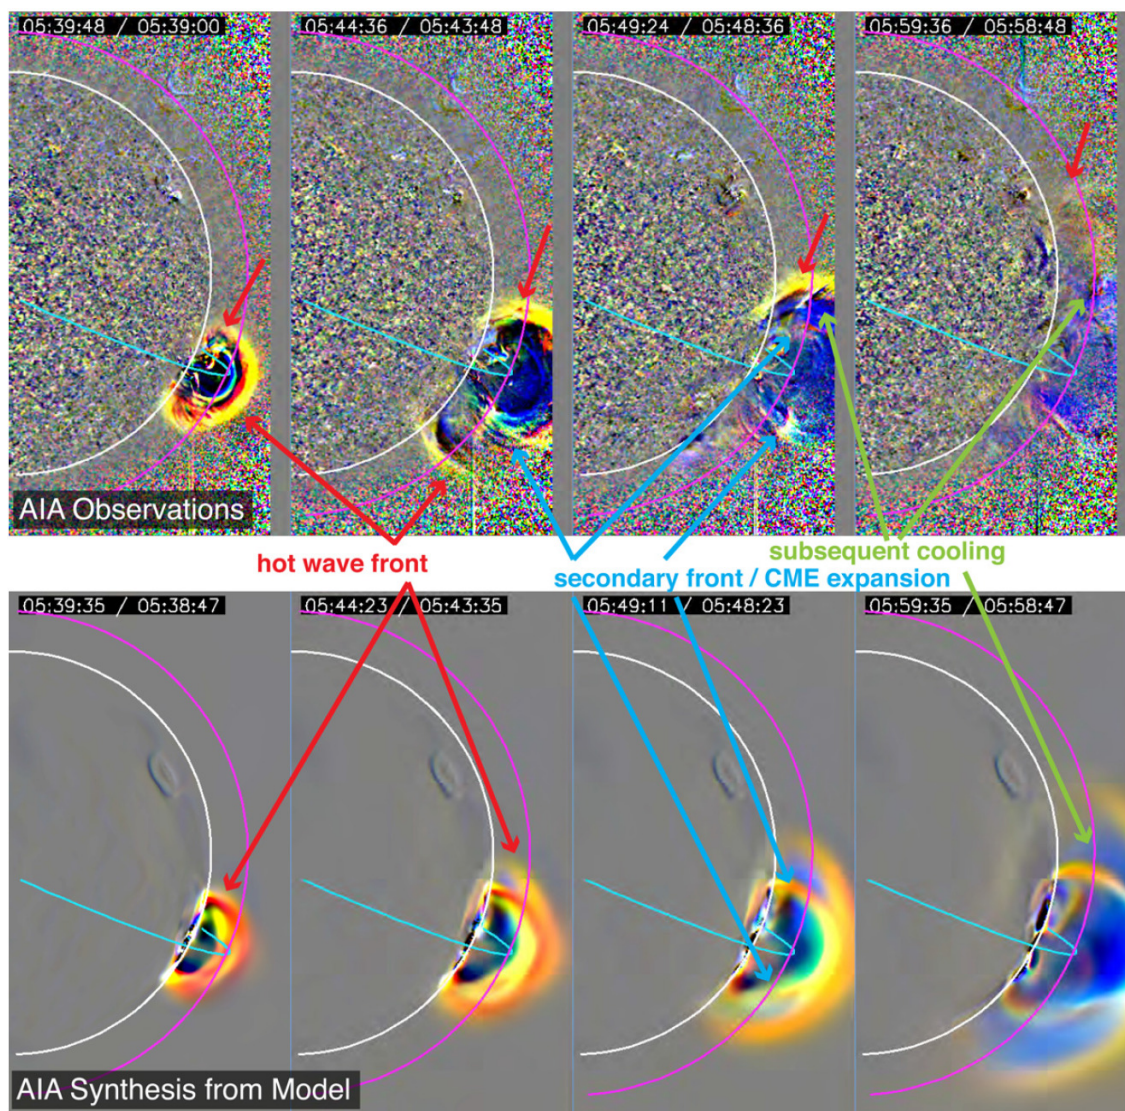 05:39:48 / 05:39:00
05:44:36 / 05:43:48
05:49:24 / 05:48:36
05:59:36 / 05:58:48
AIA Observations
hot wave front
subsequent cooling
secondary front / CME expansion
05:39:35 / 05:38:47
05:44:23 / 05:43:35
05:49:11 / 05:48:23
05:59:35 / 05:58:47
AIA Synthesis from Model